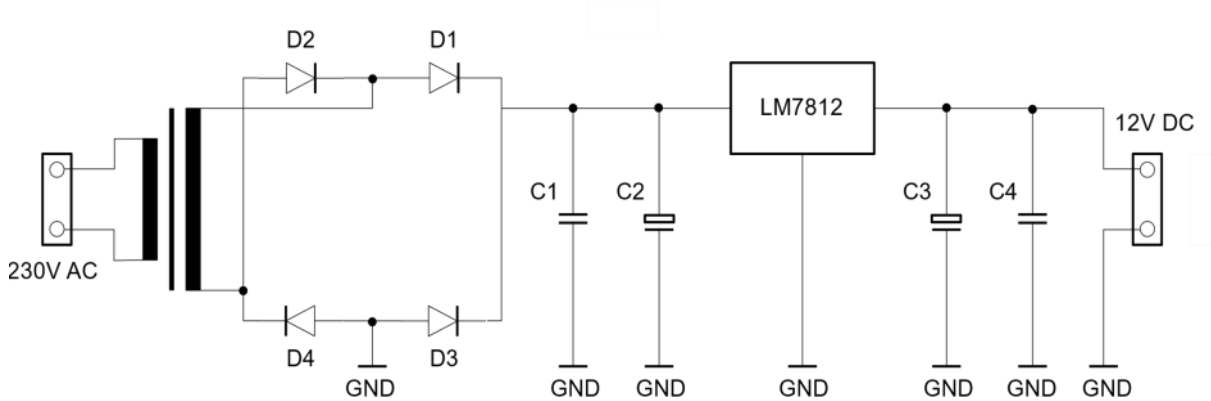 D2
D1
LM7812
12V DC
C1
C2
C3
C4
230V AC
D4
D3
GND
GND
GND
GND
GND
GND
GND